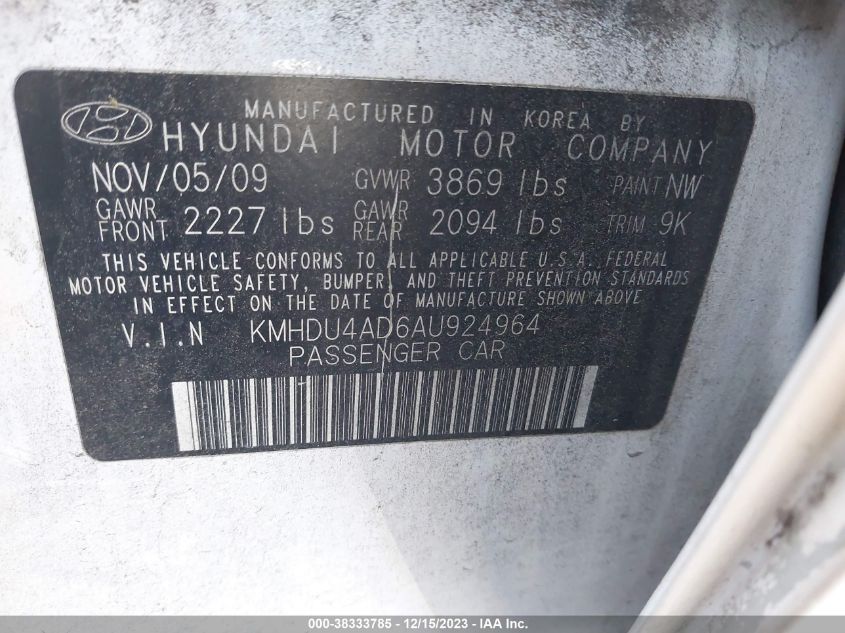 MANUFACTURED IN KOREA BY
HYUNDAI MOTOR COMPANY
NOV/05/09 GVWR 3869 lbs PAINT NW
GAWR FRONT 2227 lbs GAWR REAR 2094 lbs TRIM 9K
THIS VEHICLE CONFORMS TO ALL APPLICABLE U.S.A. FEDERAL
MOTOR VEHICLE SAFETY, BUMPER, AND THEFT PREVENTION STANDARDS
IN EFFECT ON THE DATE OF MANUFACTURE SHOWN ABOVE.
V.I.N KMHDU4AD6AU924964
PASSENGER CAR
000-38333785 - 12/15/2023 - IAA Inc.